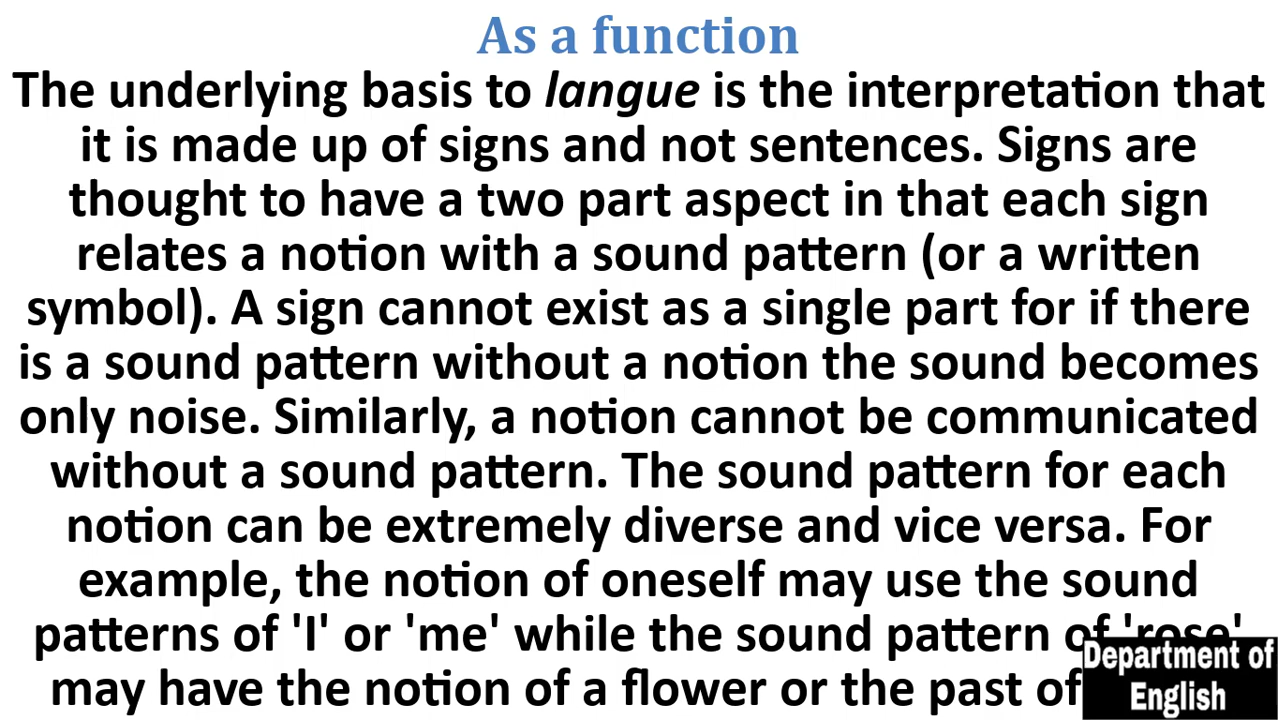 As a function
The underlying basis to langue is the interpretation that
it is made up of signs and not sentences. Signs are
thought to have a two part aspect in that each sign
relates a notion with a sound pattern (or a written
symbol). A sign cannot exist as a single part for if there
is a sound pattern without a notion the sound becomes
only noise. Similarly, a notion cannot be communicated
without a sound pattern. The sound pattern for each
notion can be extremely diverse and vice versa. For
example, the notion of oneself may use the sound
patterns of 'I' or 'me' while the sound pattern of 'rose'
may have the notion of a flower or the past of
Department of
English